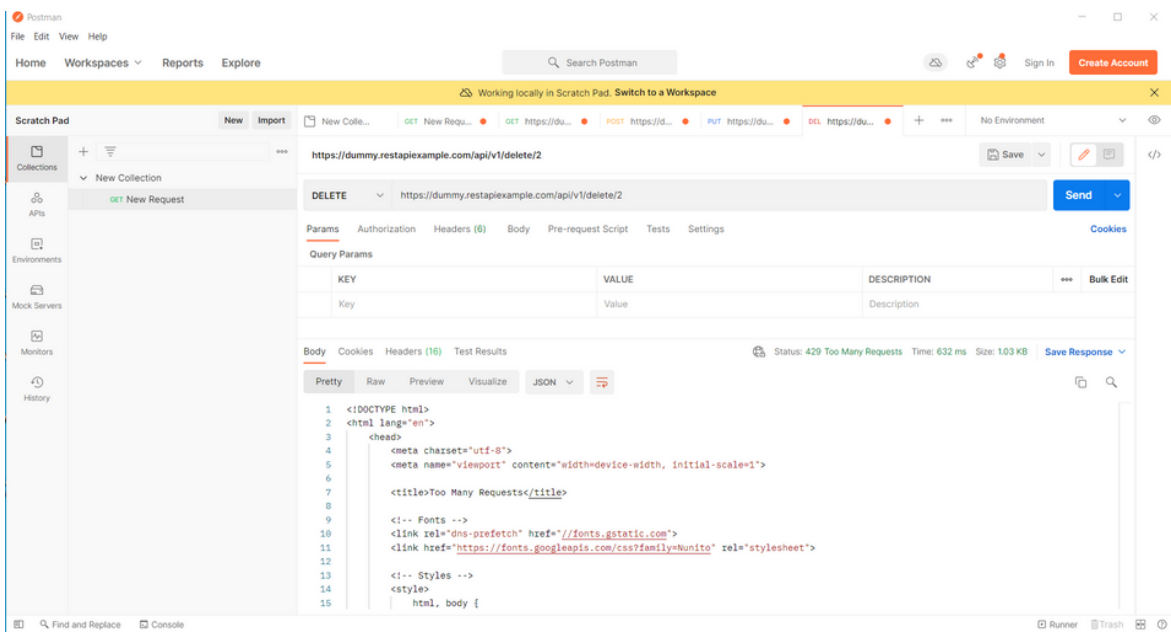 Postman
File Edit View Help
Home Workspaces Reports Explore Search Postman Sign In Create Account
Working locally in Scratch Pad. Switch to a Workspace
Scratch Pad New Import New Colle... GET New Requ... GET https://du... POST https://d... PUT https://du... DEL https://du... No Environment
Collections
New Collection
GET New Request
APIs
Environments
Mock Servers
Monitors
History
https://dummy.restapiexample.com/api/v1/delete/2 Save
DELETE https://dummy.restapiexample.com/api/v1/delete/2 Send
Params Authorization Headers (6) Body Pre-request Script Tests Settings Cookies
Query Params
KEY VALUE DESCRIPTION Bulk Edit
Key Value Description
Body Cookies Headers (16) Test Results Status: 429 Too Many Requests Time: 632 ms Size: 1.03 KB Save Response
Pretty Raw Preview Visualize JSON
1 <!DOCTYPE html>
2 <html lang="en">
3 <head>
4 <meta charset="utf-8">
5 <meta name="viewport" content="width=device-width, initial-scale=1">
6
7 <title>Too Many Requests</title>
8
9 <!-- Fonts -->
10 <link rel="dns-prefetch" href="//fonts.gstatic.com">
11 <link href="https://fonts.googleapis.com/css?family=Nunito" rel="stylesheet">
12
13 <!-- Styles -->
14 <style>
15 html, body {
Find and Replace Console Runner Trash